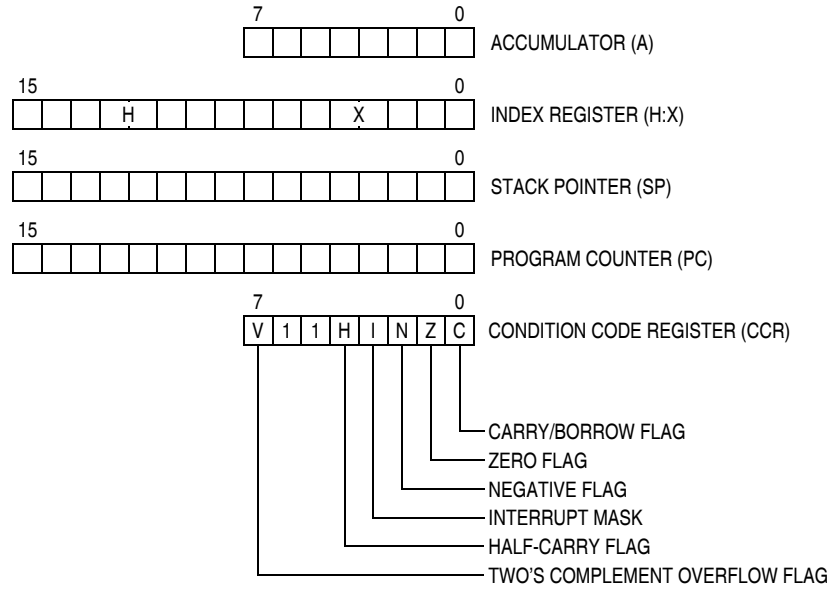 7 0
ACCUMULATOR (A)
15 0
H X INDEX REGISTER (H:X)
15 0
STACK POINTER (SP)
15 0
PROGRAM COUNTER (PC)
7 0
V 1 1 H I N Z C CONDITION CODE REGISTER (CCR)
CARRY/BORROW FLAG
ZERO FLAG
NEGATIVE FLAG
INTERRUPT MASK
HALF-CARRY FLAG
TWO'S COMPLEMENT OVERFLOW FLAG